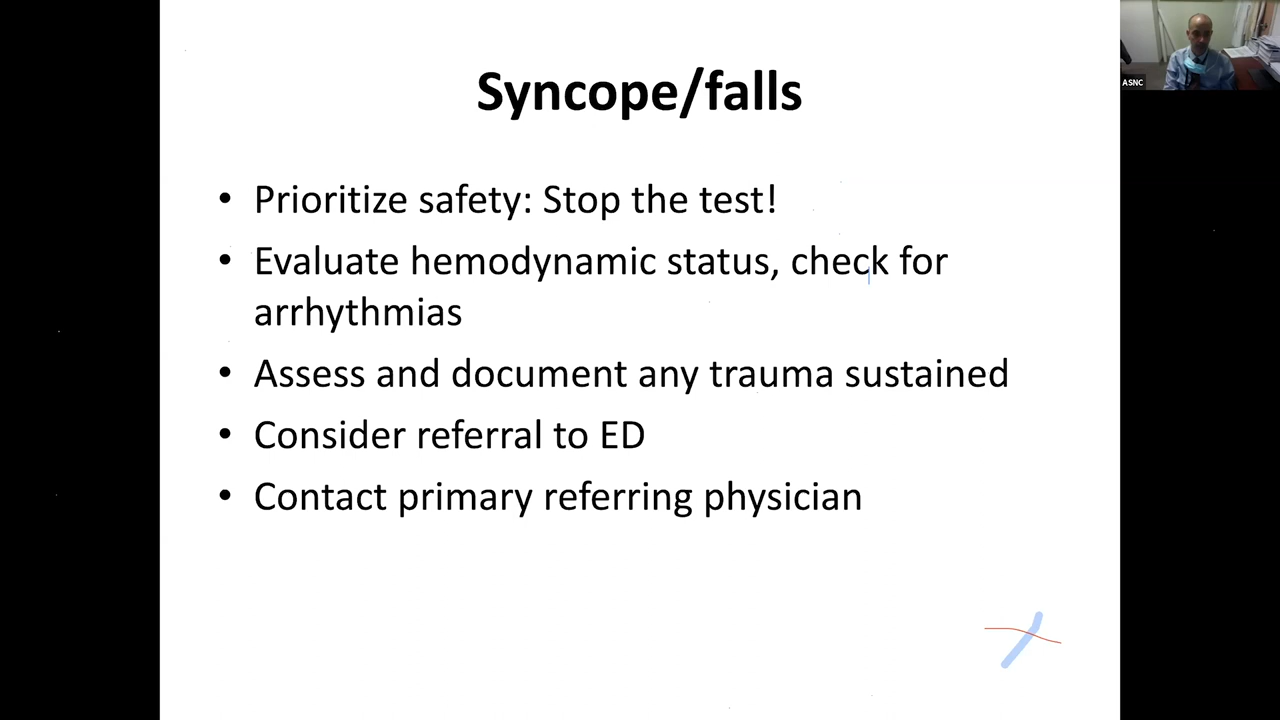 Syncope/falls
• Prioritize safety: Stop the test!
• Evaluate hemodynamic status, check for
arrhythmias
• Assess and document any trauma sustained
• Consider referral to ED
• Contact primary referring physician
ASNC